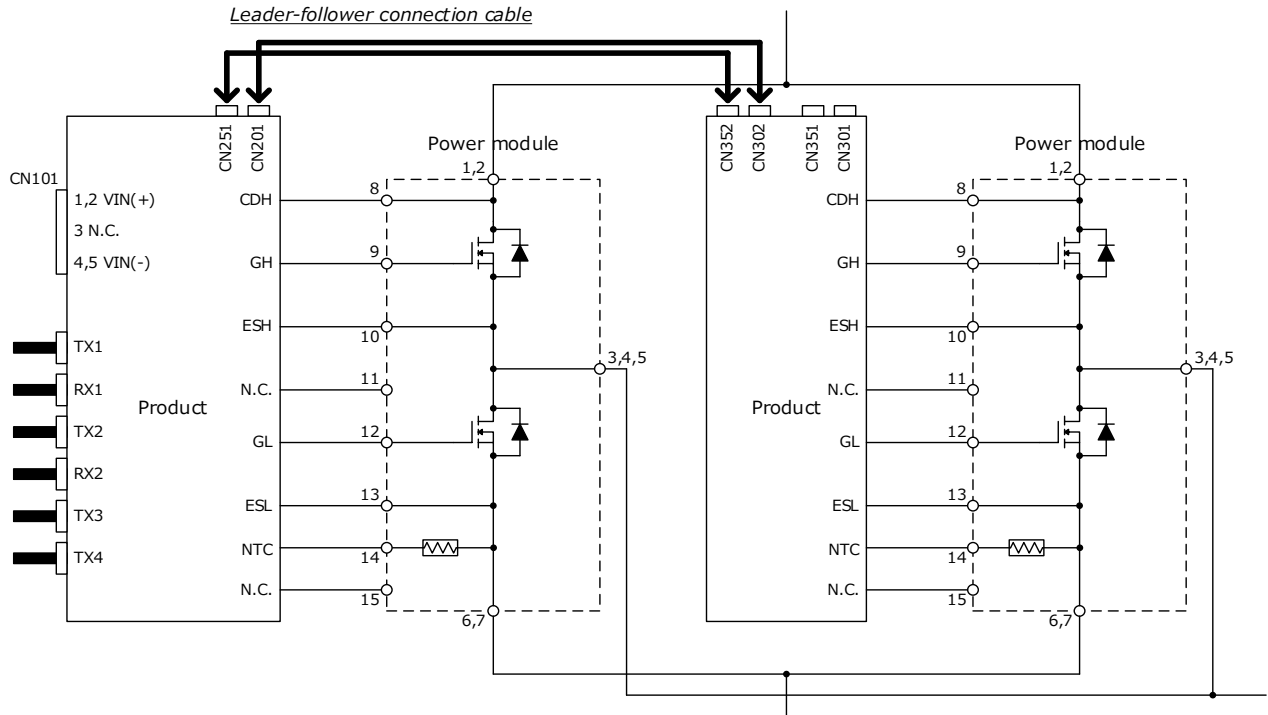 Leader-follower connection cable
CN251
CN201
CN352
CN302
CN351
CN301
Power module
Power module
CN101
1,2 VIN(+)
3 N.C.
4,5 VIN(-)
TX1
RX1
TX2
RX2
TX3
TX4
Product
CDH
GH
ESH
N.C.
GL
ESL
NTC
N.C.
8
9
10
11
12
13
14
15
1,2
3,4,5
6,7
Product
CDH
GH
ESH
N.C.
GL
ESL
NTC
N.C.
8
9
10
11
12
13
14
15
1,2
3,4,5
6,7